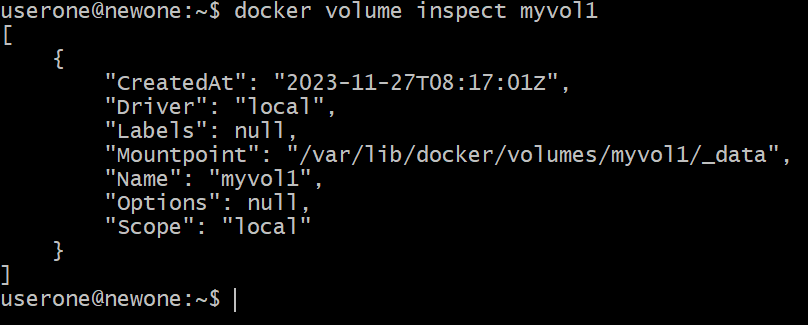 userone@newone:~$ docker volume inspect myvol1
[
    {
        "CreatedAt": "2023-11-27T08:17:01Z",
        "Driver": "local",
        "Labels": null,
        "Mountpoint": "/var/lib/docker/volumes/myvol1/_data",
        "Name": "myvol1",
        "Options": null,
        "Scope": "local"
    }
]
userone@newone:~$